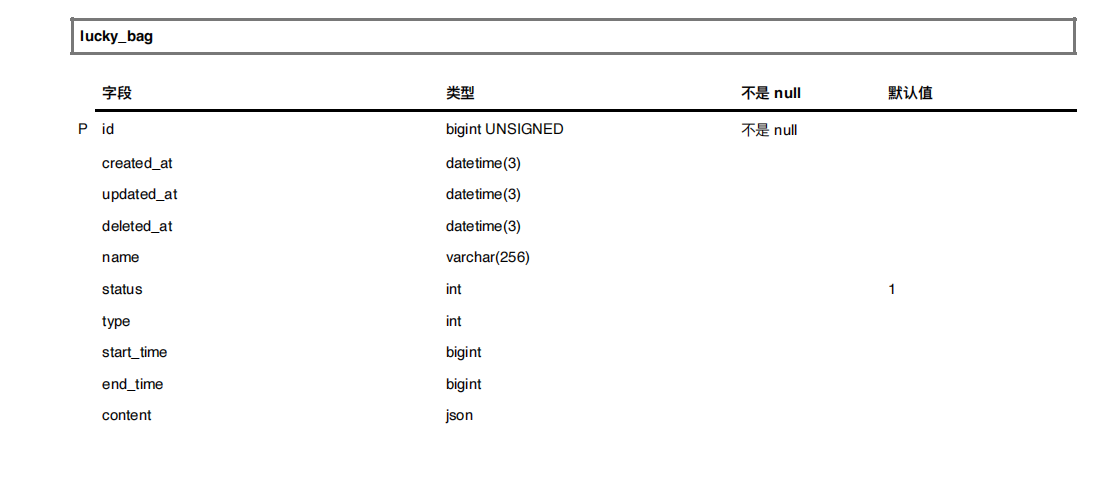 lucky_bag
字段 类型 不是 null 默认值
P id bigint UNSIGNED 不是 null
created_at datetime(3)
updated_at datetime(3)
deleted_at datetime(3)
name varchar(256)
status int 1
type int
start_time bigint
end_time bigint
content json